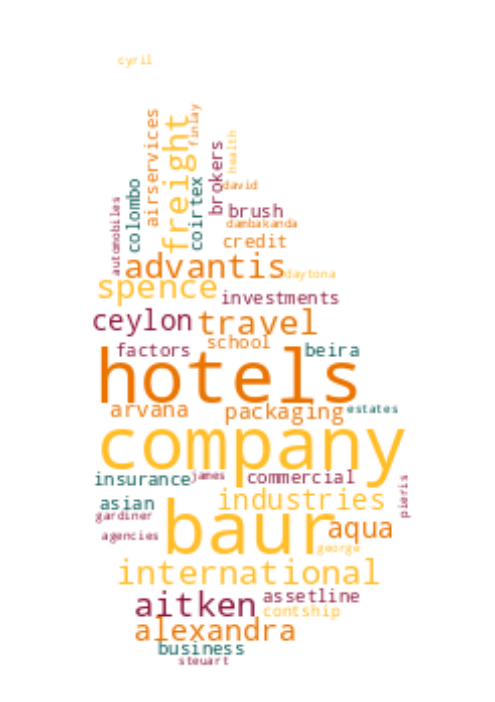 cyril
airservices
freight
finlay
health
brokers
colombo
coirtex
david
automobiles
brush
dambakanda
credit
advantis
daytona
spence
investments
ceylon
travel
school
factors
beira
hotels
arvana
packaging
estates
company
insurance
james
commercial
pieris
asian
industries
gardiner
baur
aqua
agencies
george
international
assetline
aitken
contship
alexandra
business
steuart